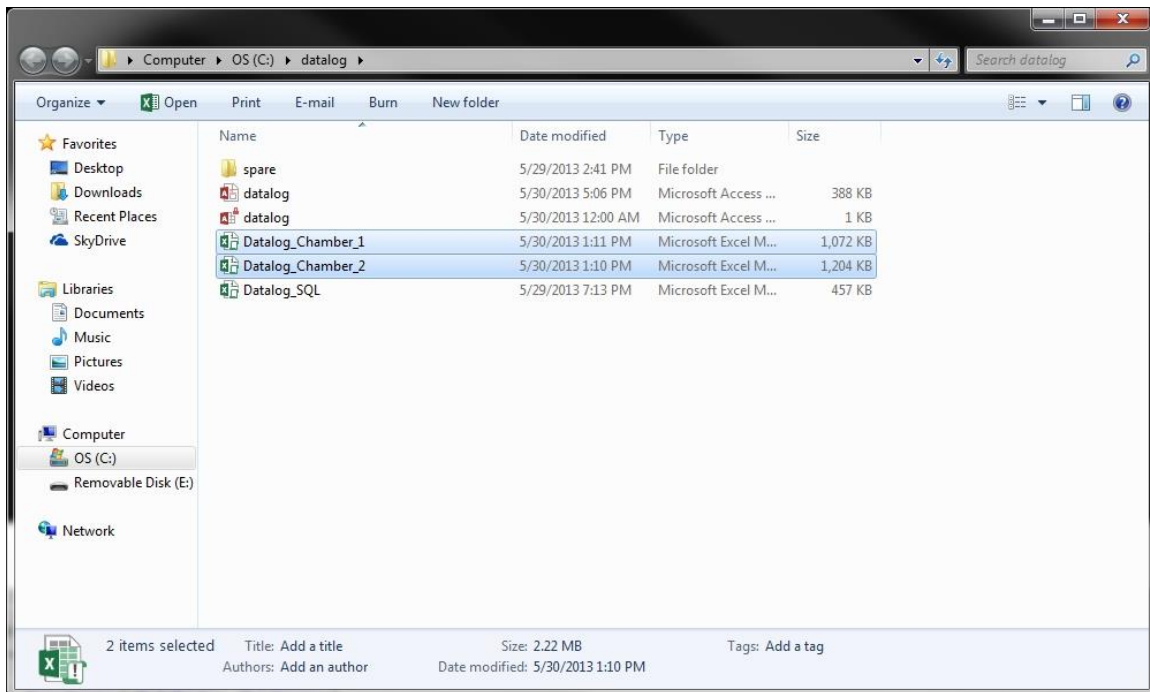 Computer ▸ OS (C:) ▸ datalog ▸ Search datalog
Organize Open Print E-mail Burn New folder
Favorites
Desktop
Downloads
Recent Places
SkyDrive
Libraries
Documents
Music
Pictures
Videos
Computer
OS (C:)
Removable Disk (E:)
Network
Name Date modified Type Size
spare 5/29/2013 2:41 PM File folder
datalog 5/30/2013 5:06 PM Microsoft Access ... 388 KB
datalog 5/30/2013 12:00 AM Microsoft Access ... 1 KB
Datalog_Chamber_1 5/30/2013 1:11 PM Microsoft Excel M... 1,072 KB
Datalog_Chamber_2 5/30/2013 1:10 PM Microsoft Excel M... 1,204 KB
Datalog_SQL 5/29/2013 7:13 PM Microsoft Excel M... 457 KB
2 items selected Title: Add a title Size: 2.22 MB Tags: Add a tag
Authors: Add an author Date modified: 5/30/2013 1:10 PM